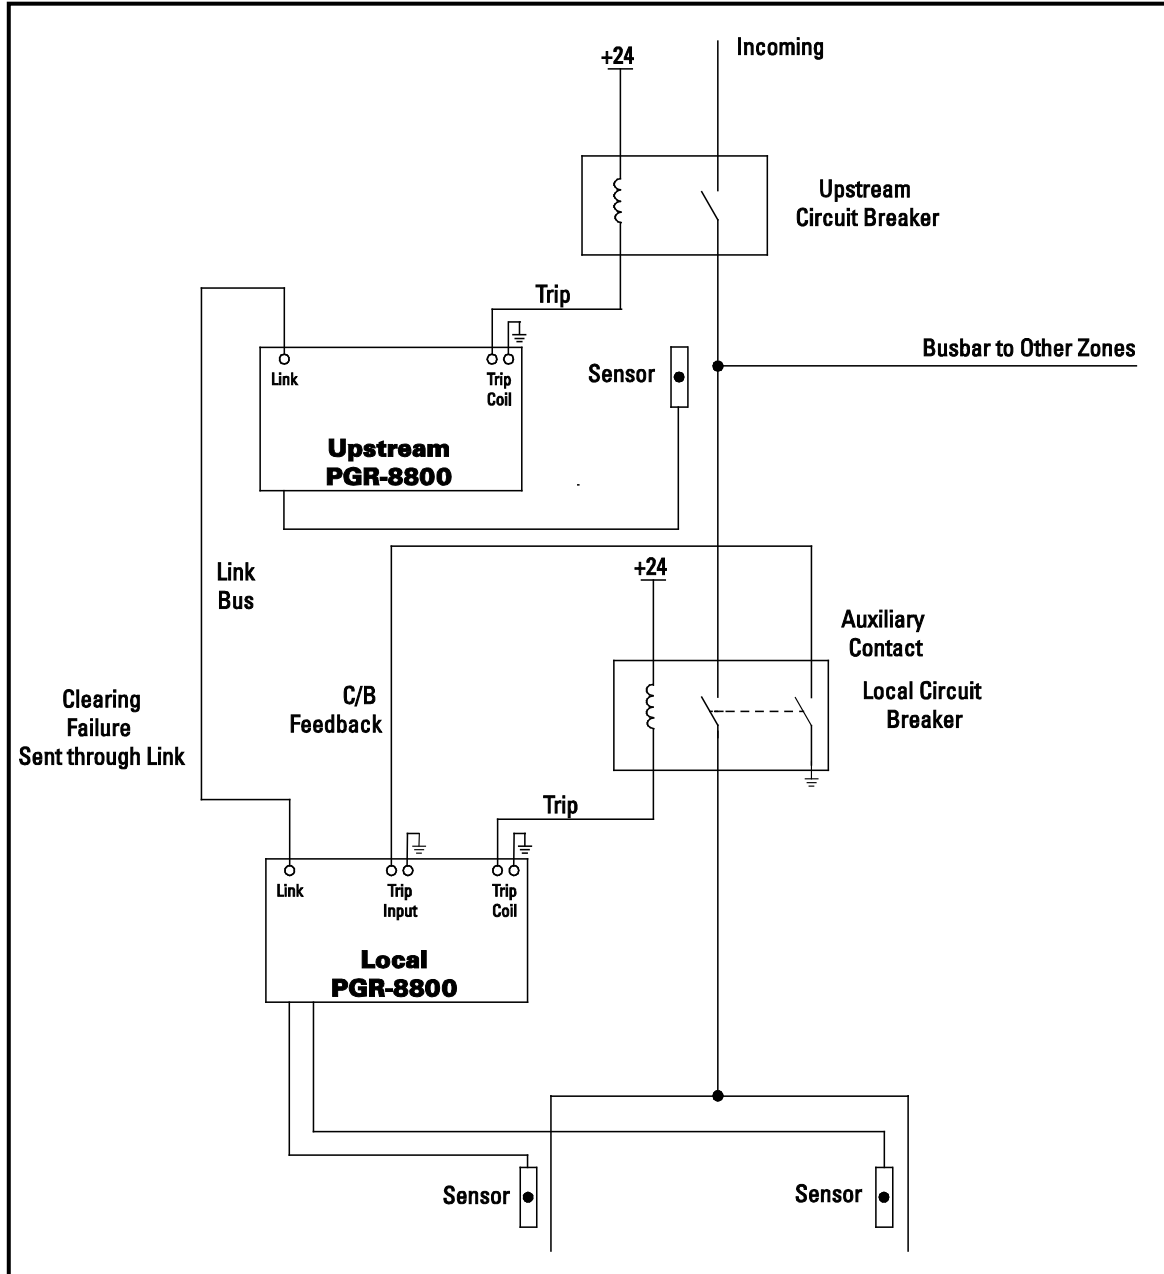 Incoming
+24
Upstream
Circuit Breaker
Trip
Busbar to Other Zones
Sensor
Link
Trip
Coil
Upstream
PGR-8800
Link
Bus
+24
Auxiliary
Contact
Local Circuit
Breaker
C/B
Feedback
Clearing
Failure
Sent through Link
Trip
Link
Trip
Input
Trip
Coil
Local
PGR-8800
Sensor
Sensor